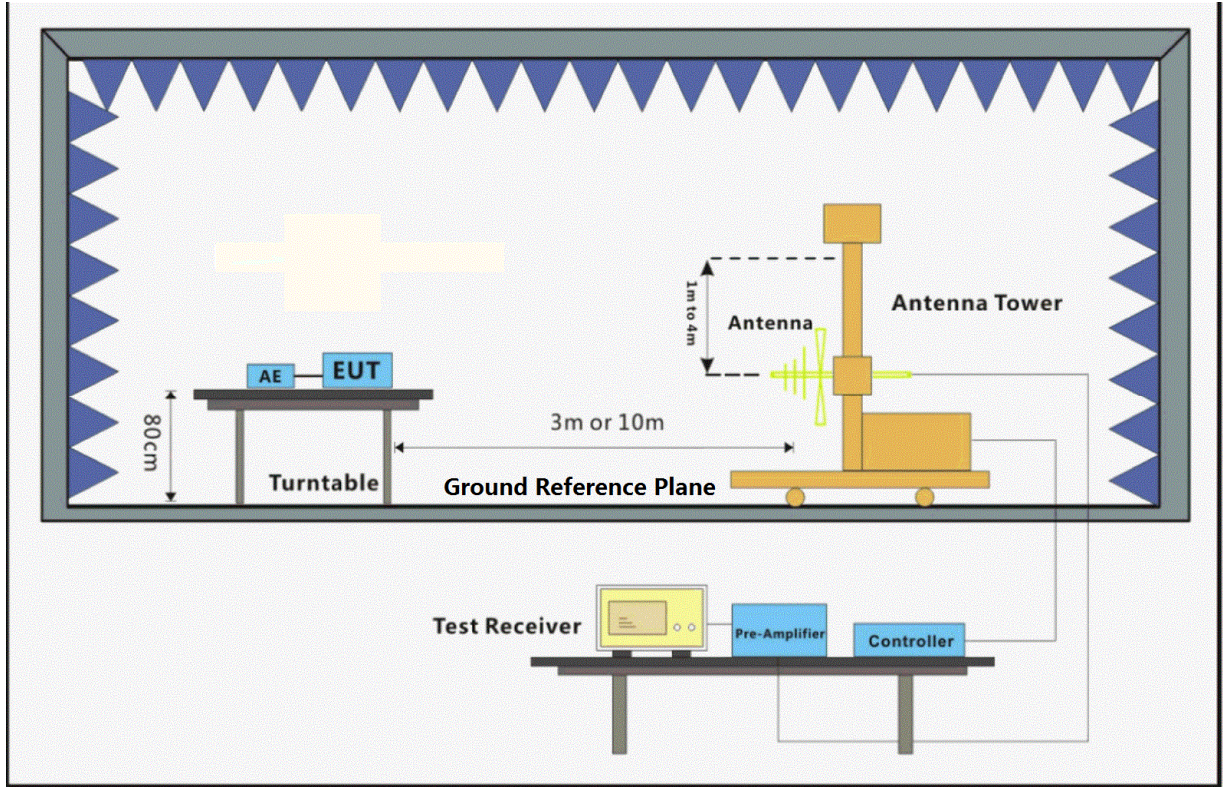 1m to 4m
Antenna Tower
Antenna
AE
EUT
80cm
3m or 10m
Turntable
Ground Reference Plane
Test Receiver
Pre-Amplifier
Controller